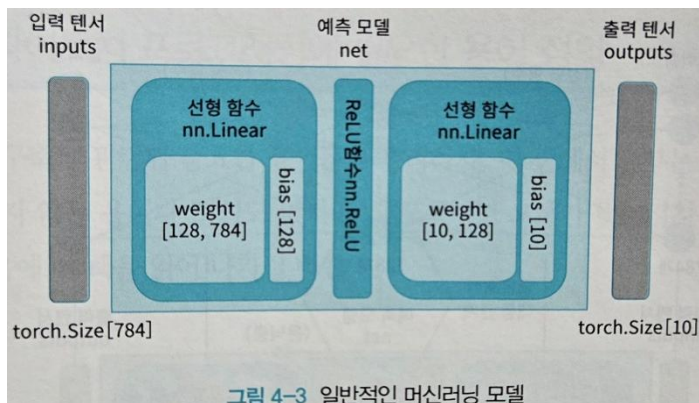 입력 텐서
inputs
예측 모델
net
출력 텐서
outputs
선형 함수
nn.Linear
weight
[128, 784]
bias [128]
ReLU함수nn.ReLU
선형 함수
nn.Linear
weight
[10, 128]
bias [10]
torch.Size[784]
torch.Size[10]
그림 4-3 일반적인 머신러닝 모델